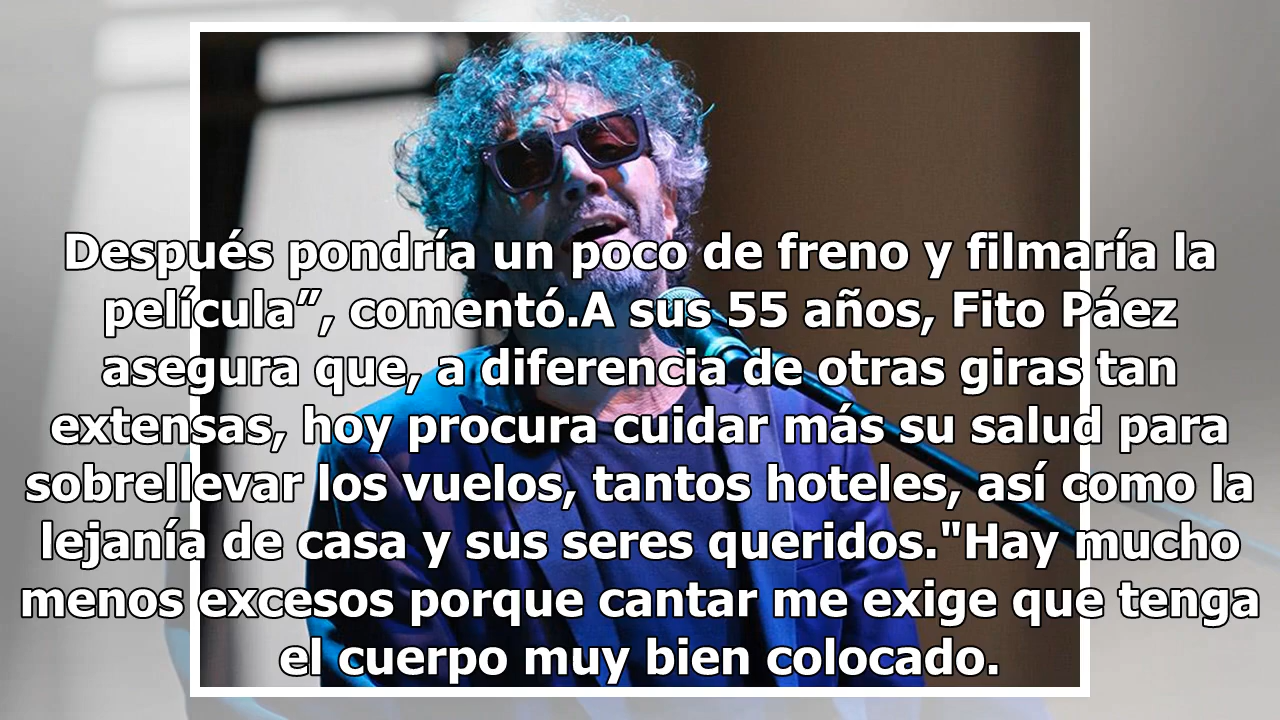 Después pondría un poco de freno y filmaría la
película”, comentó.A sus 55 años, Fito Páez
asegura que, a diferencia de otras giras tan
extensas, hoy procura cuidar más su salud para
sobrellevar los vuelos, tantos hoteles, así como la
lejanía de casa y sus seres queridos."Hay mucho
menos excesos porque cantar me exige que tenga
el cuerpo muy bien colocado.